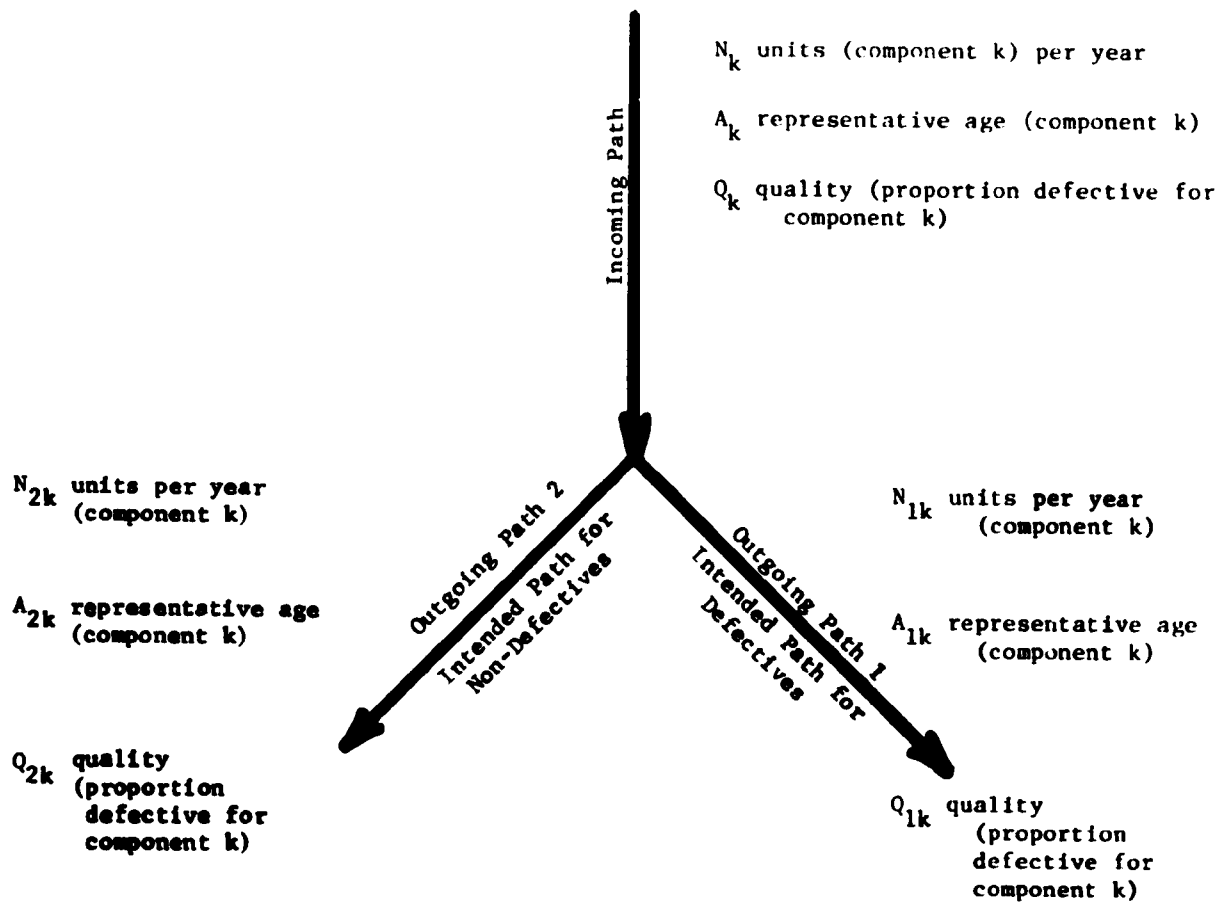 N_k units (component k) per year
A_k representative age (component k)
Q_k quality (proportion defective for
component k)
Incoming Path
N_2k units per year
(component k)
A_2k representative age
(component k)
Q_2k quality
(proportion
defective for
component k)
Outgoing Path 2
Intended Path for
Non-Defectives
Outgoing Path 1
Intended Path for
Defectives
N_1k units per year
(component k)
A_1k representative age
(component k)
Q_1k quality
(proportion
defective for
component k)